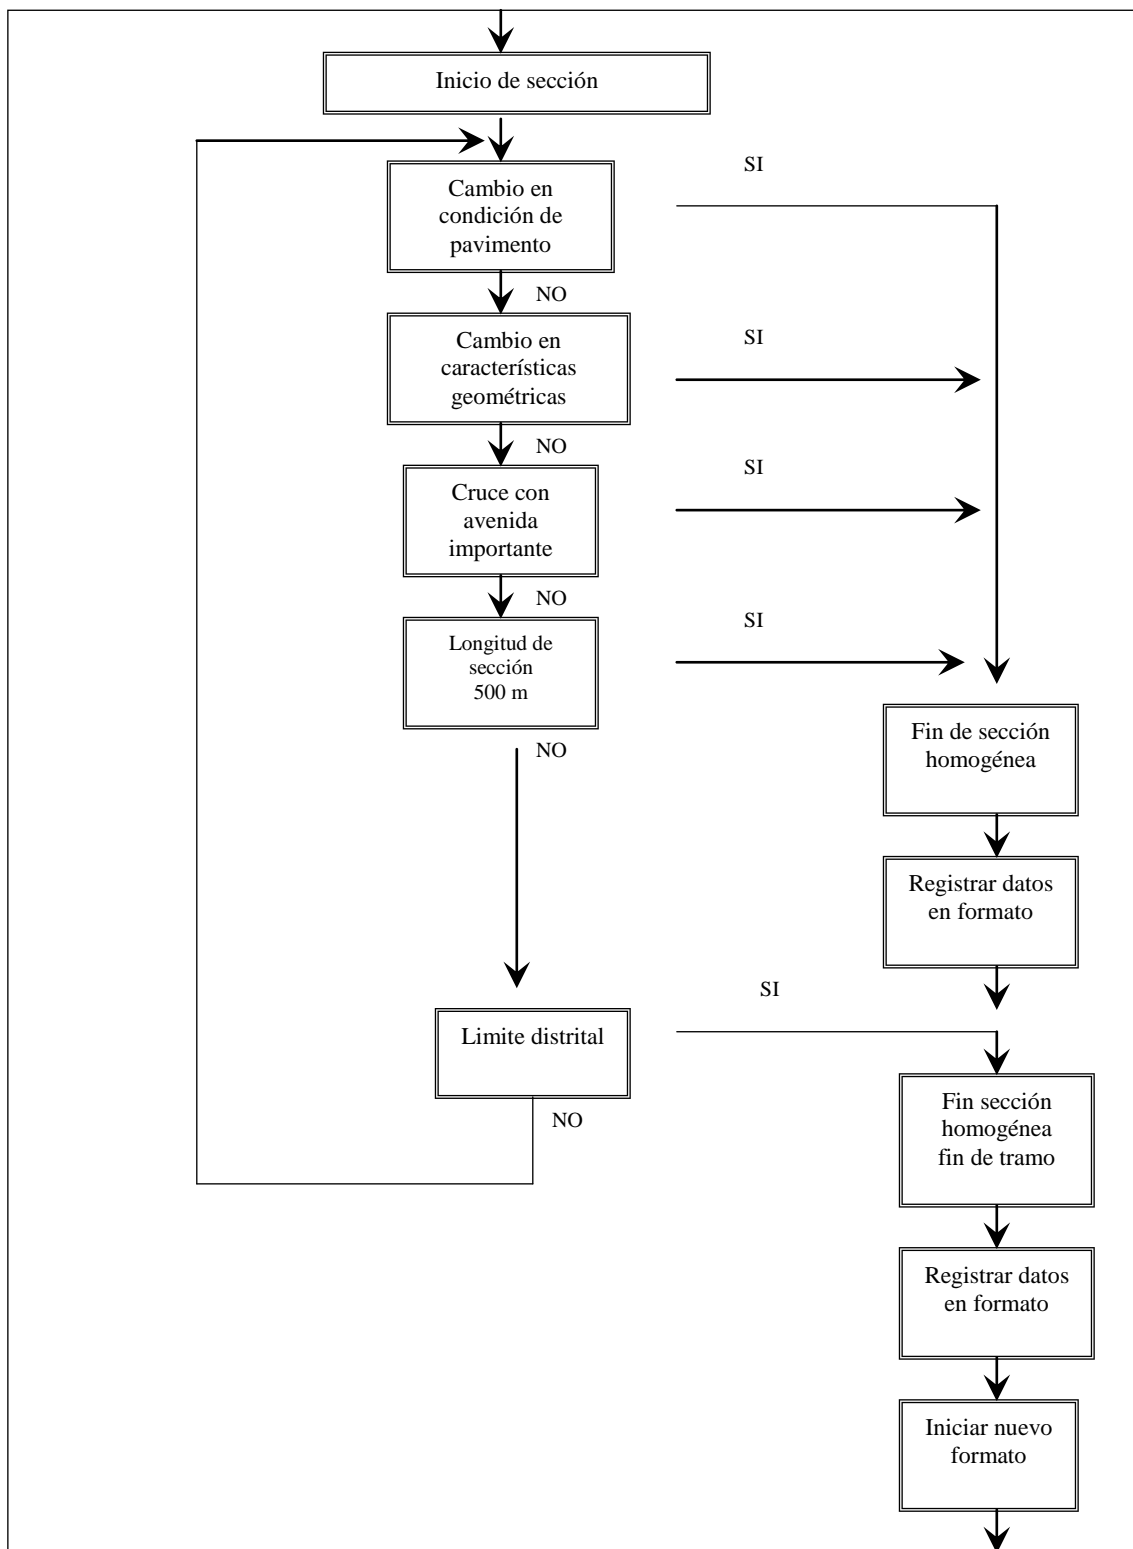 Inicio de sección
SI
Cambio en
condición de
pavimento
NO
SI
Cambio en
características
geométricas
NO
SI
Cruce con
avenida
importante
NO
SI
Longitud de
sección
500 m
NO
Fin de sección
homogénea
Registrar datos
en formato
SI
Limite distrital
NO
Fin sección
homogénea
fin de tramo
Registrar datos
en formato
Iniciar nuevo
formato